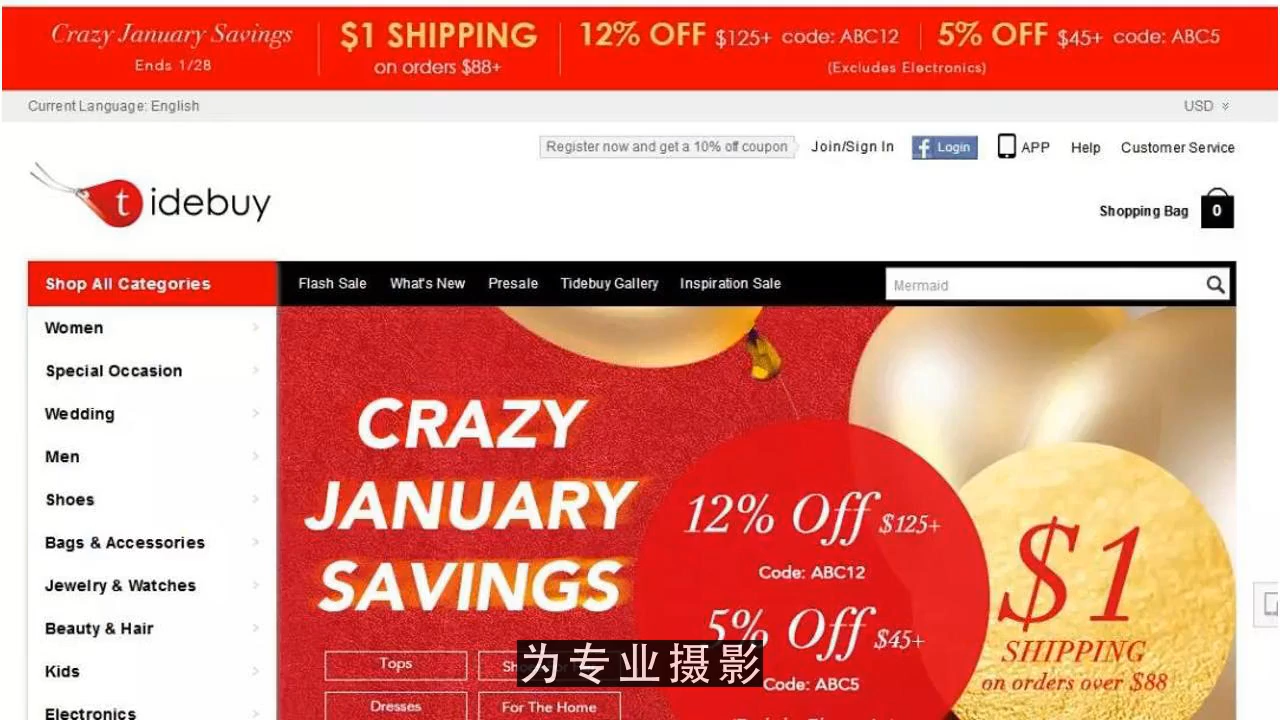 Crazy January Savings
Ends 1/28
$1 SHIPPING
on orders $88+
12% OFF $125+ code: ABC12
5% OFF $45+ code: ABC5
(Excludes Electronics)
Current Language: English
USD
Register now and get a 10% off coupon
Join/Sign In
f Login
APP
Help
Customer Service
tidebuy
Shopping Bag
0
Shop All Categories
Flash Sale
What's New
Presale
Tidebuy Gallery
Inspiration Sale
Mermaid
Women
Special Occasion
Wedding
Men
Shoes
Bags & Accessories
Jewelry & Watches
Beauty & Hair
Kids
Electronics
CRAZY
JANUARY
SAVINGS
12% Off $125+
Code: ABC12
5% Off $45+
Code: ABC5
$1
SHIPPING
on orders over $88
Tops
Dresses
For The Home
为专业摄影